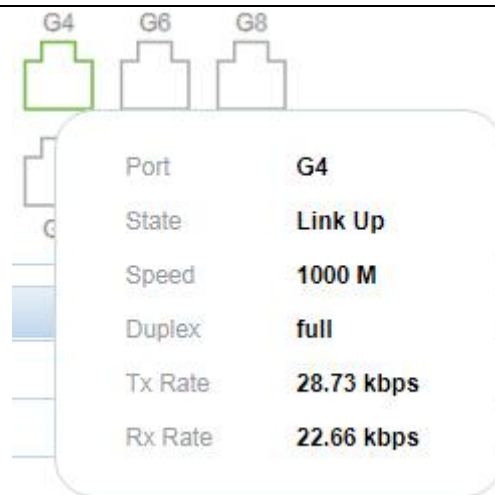 G4 G6 G8
Port G4
State Link Up
Speed 1000 M
Duplex full
Tx Rate 28.73 kbps
Rx Rate 22.66 kbps